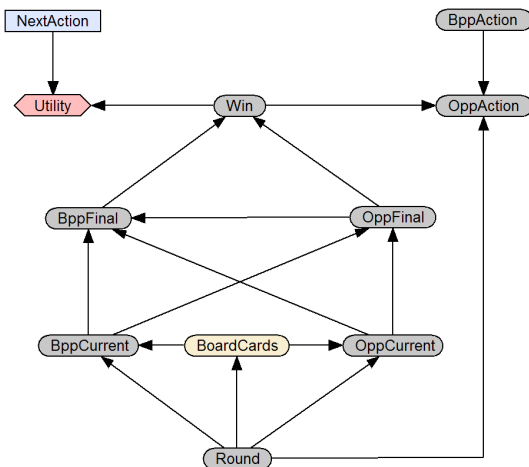 NextAction
BppAction
Utility
Win
OppAction
BppFinal
OppFinal
BppCurrent
BoardCards
OppCurrent
Round